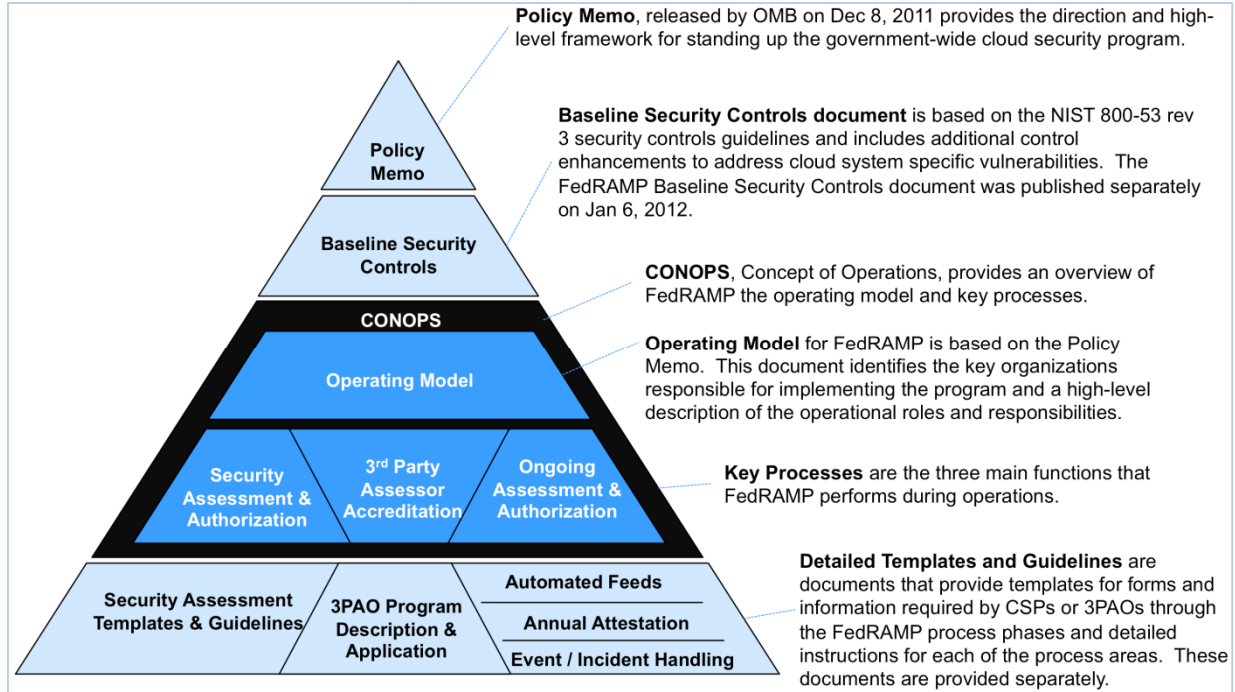 Policy Memo, released by OMB on Dec 8, 2011 provides the direction and high-
level framework for standing up the government-wide cloud security program.
Policy
Memo
Baseline Security Controls document is based on the NIST 800-53 rev
3 security controls guidelines and includes additional control
enhancements to address cloud system specific vulnerabilities. The
FedRAMP Baseline Security Controls document was published separately
on Jan 6, 2012.
Baseline Security
Controls
CONOPS, Concept of Operations, provides an overview of
FedRAMP the operating model and key processes.
CONOPS
Operating Model
Operating Model for FedRAMP is based on the Policy
Memo. This document identifies the key organizations
responsible for implementing the program and a high-level
description of the operational roles and responsibilities.
Security
Assessment &
Authorization
3rd Party
Assessor
Accreditation
Ongoing
Assessment &
Authorization
Key Processes are the three main functions that
FedRAMP performs during operations.
Security Assessment
Templates & Guidelines
3PAO Program
Description &
Application
Automated Feeds
Annual Attestation
Event / Incident Handling
Detailed Templates and Guidelines are
documents that provide templates for forms and
information required by CSPs or 3PAOs through
the FedRAMP process phases and detailed
instructions for each of the process areas. These
documents are provided separately.